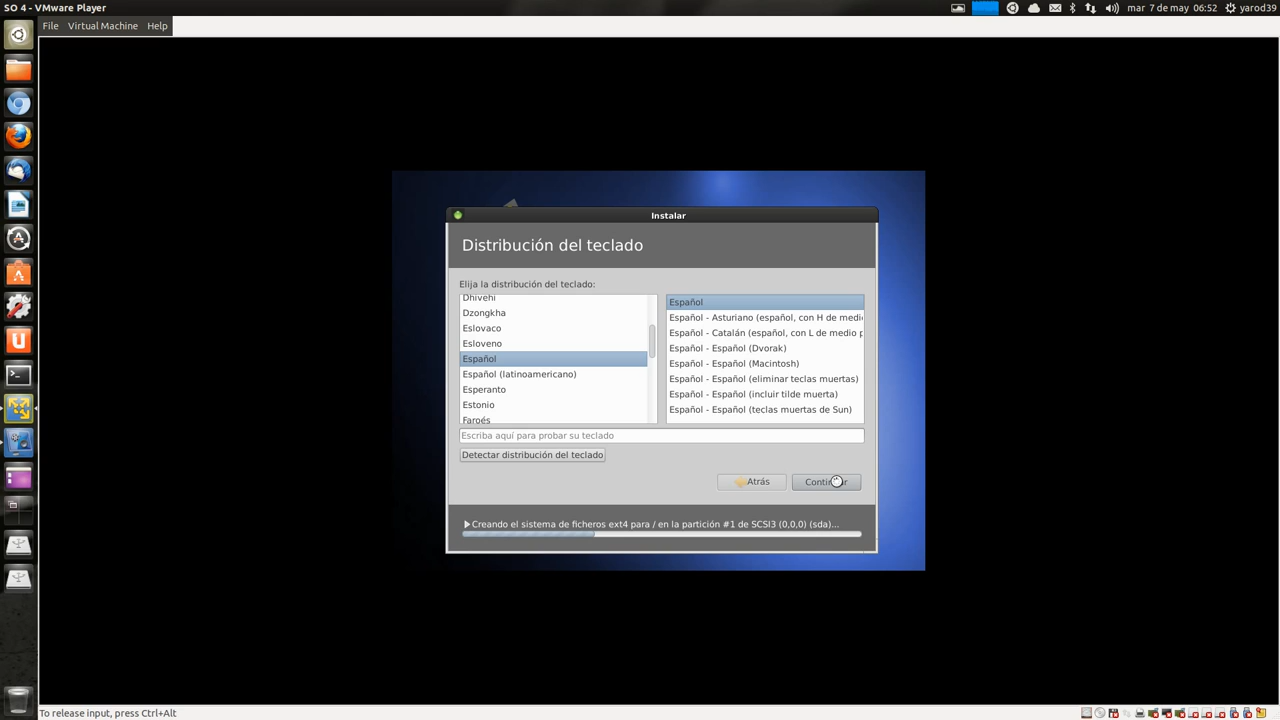 SO 4 - VMware Player
mar 7 de may 06:52
yarod39
File Virtual Machine Help
Instalar
Distribución del teclado
Elija la distribución del teclado:
Dhivehi
Dzongkha
Eslovaco
Esloveno
Español
Español (latinoamericano)
Esperanto
Estonio
Faroés
Español
Español - Asturiano (español, con H de medi
Español - Catalán (español, con L de medio p
Español - Español (Dvorak)
Español - Español (Macintosh)
Español - Español (eliminar teclas muertas)
Español - Español (incluir tilde muerta)
Español - Español (teclas muertas de Sun)
Escriba aquí para probar su teclado
Detectar distribución del teclado
Atrás
Continuar
Creando el sistema de ficheros ext4 para / en la partición #1 de SCSI3 (0,0,0) (sda)...
To release input, press Ctrl+Alt